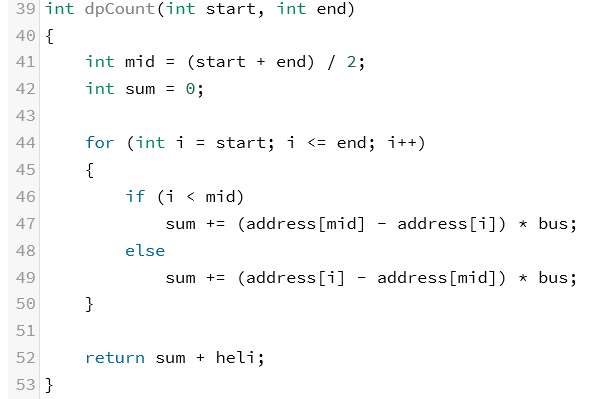 39 int dpCount(int start, int end)
40 {
41     int mid = (start + end) / 2;
42     int sum = 0;
43
44     for (int i = start; i <= end; i++)
45     {
46         if (i < mid)
47             sum += (address[mid] - address[i]) * bus;
48         else
49             sum += (address[i] - address[mid]) * bus;
50     }
51
52     return sum + heli;
53 }